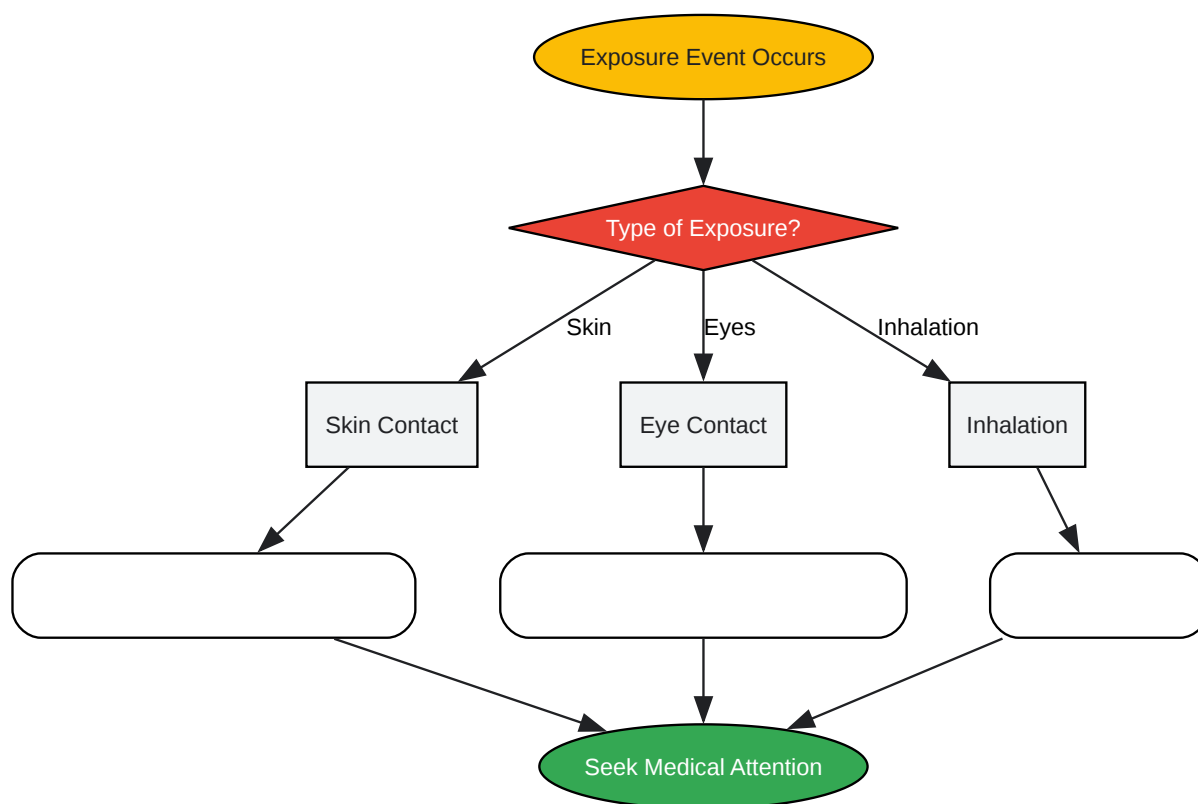 Exposure Event Occurs
Type of Exposure?
Skin
Eyes
Inhalation
Skin Contact
Eye Contact
Inhalation
Seek Medical Attention